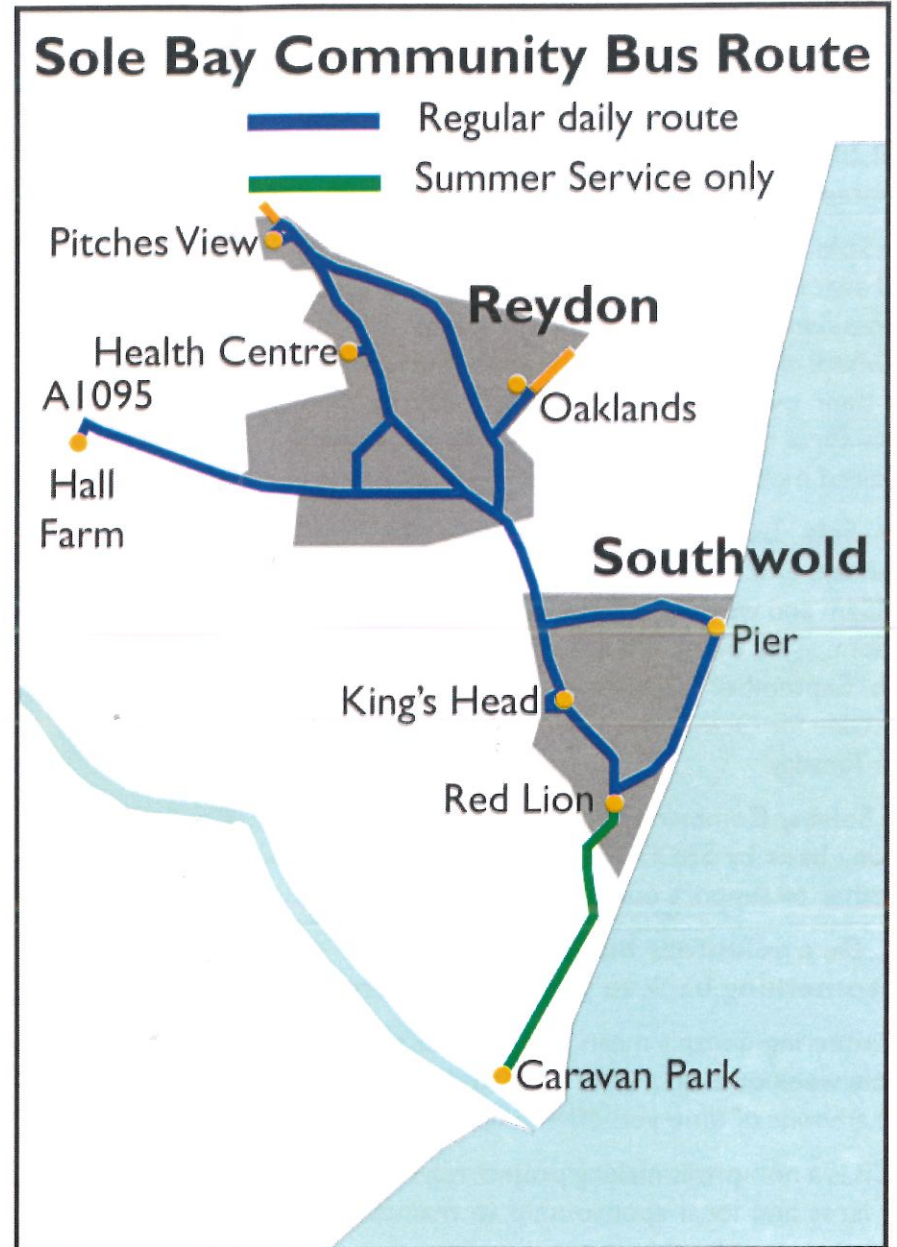 Sole Bay Community Bus Route
Regular daily route
Summer Service only
Pitches View
Reydon
Health Centre
A1095
Oaklands
Hall
Farm
Southwold
Pier
King's Head
Red Lion
Caravan Park